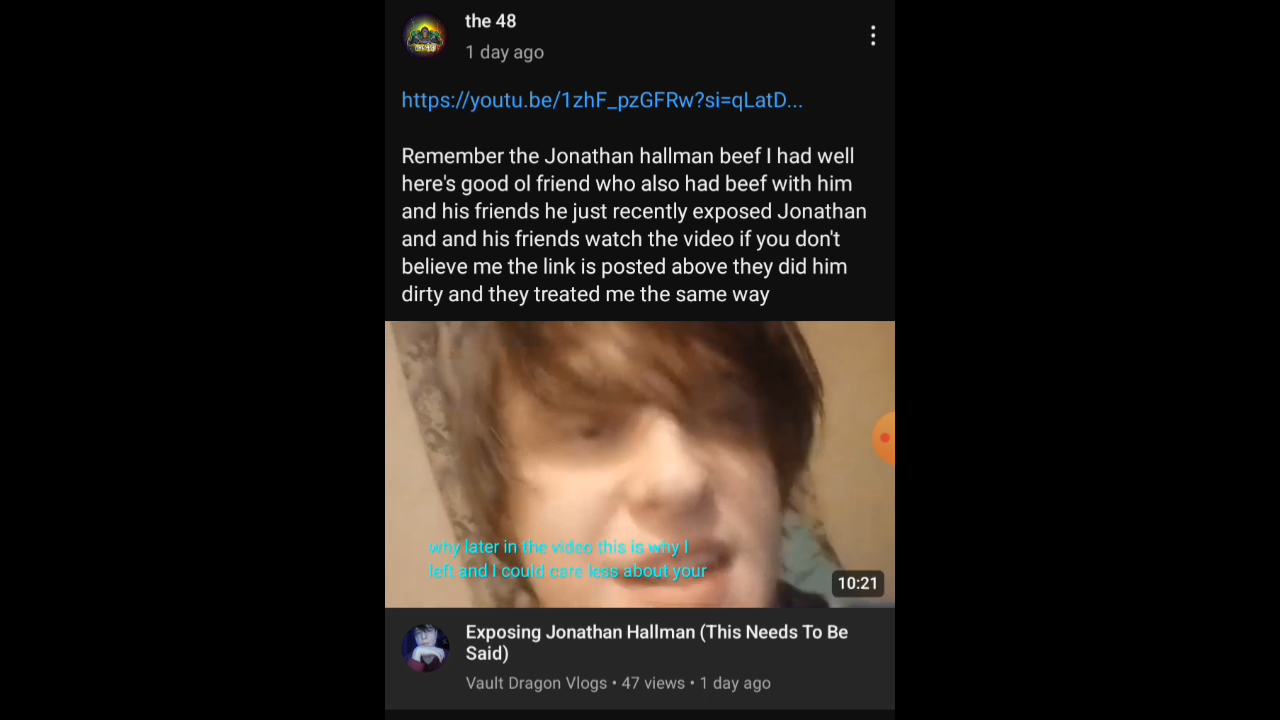 the 48
1 day ago
https://youtu.be/1zhF_pzGFRw?si=qLatD...
Remember the Jonathan hallman beef I had well
here's good ol friend who also had beef with him
and his friends he just recently exposed Jonathan
and and his friends watch the video if you don't
believe me the link is posted above they did him
dirty and they treated me the same way
why later in the video this is why I
left and I could care less about your
10:21
Exposing Jonathan Hallman (This Needs To Be
Said)
Vault Dragon Vlogs • 47 views • 1 day ago